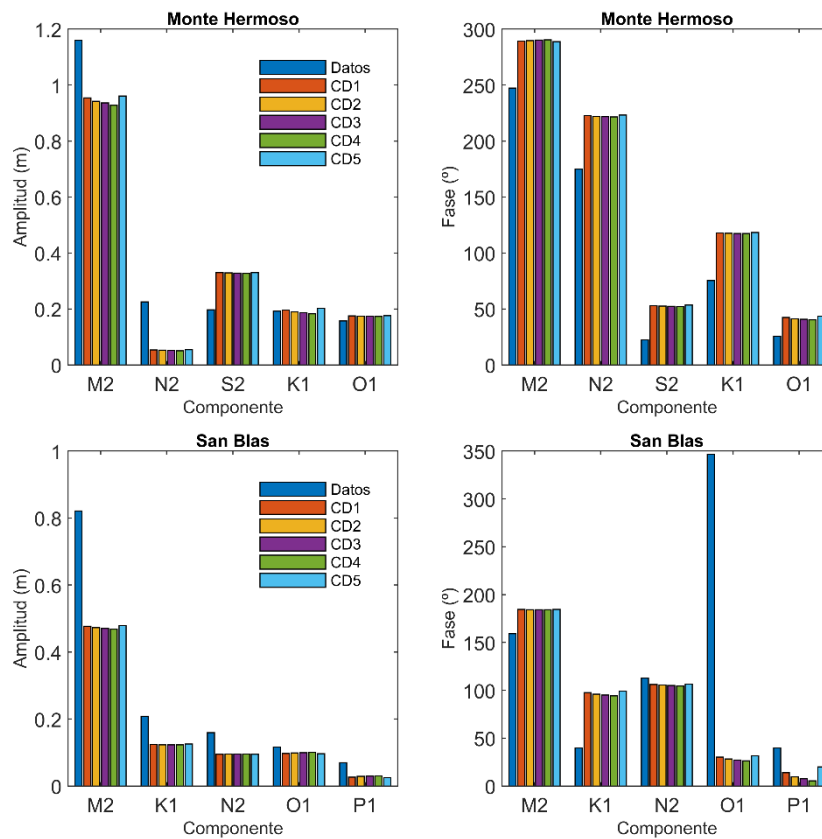 Monte Hermoso
1.2
1
0.8
0.6
0.4
0.2
0
Amplitud (m)
Datos
CD1
CD2
CD3
CD4
CD5
M2 N2 S2 K1 O1
Componente
Monte Hermoso
300
250
200
150
100
50
0
Fase (º)
M2 N2 S2 K1 O1
Componente
San Blas
1
0.8
0.6
0.4
0.2
0
Amplitud (m)
Datos
CD1
CD2
CD3
CD4
CD5
M2 K1 N2 O1 P1
Componente
San Blas
350
300
250
200
150
100
50
0
Fase (º)
M2 K1 N2 O1 P1
Componente